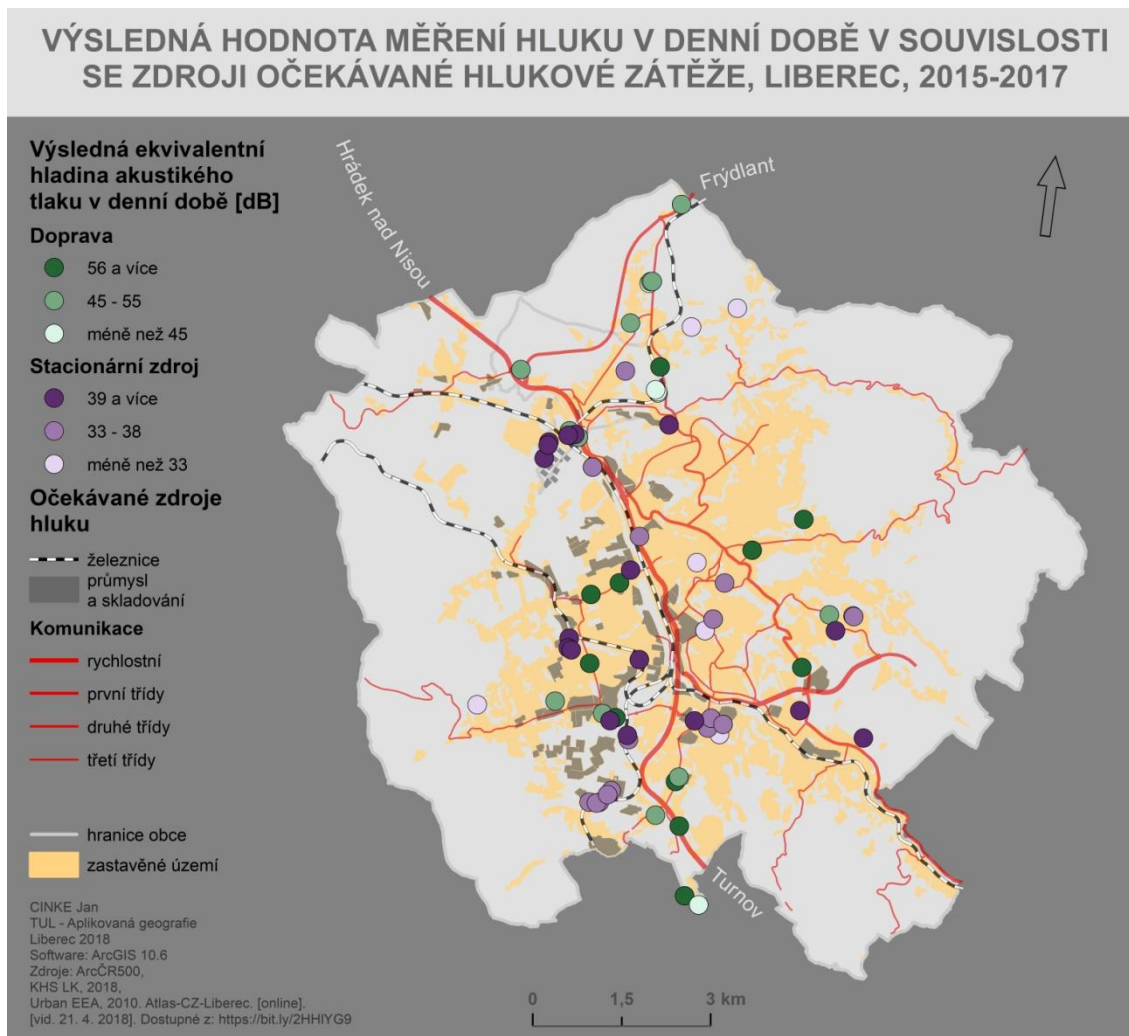 VÝSLEDNÁ HODNOTA MĚŘENÍ HLUKU V DENNÍ DOBĚ V SOUVISLOSTI
SE ZDROJI OČEKÁVANÉ HLUKOVÉ ZÁTĚŽE, LIBEREC, 2015-2017
Výsledná ekvivalentní
hladina akustikého
tlaku v denní době [dB]
Doprava
56 a více
45 - 55
méně než 45
Stacionární zdroj
39 a více
33 - 38
méně než 33
Očekávané zdroje
hluku
železnice
průmysl
a skladování
Komunikace
rychlostní
první třídy
druhé třídy
třetí třídy
hranice obce
zastavěné území
CINKE Jan
TUL - Aplikovaná geografie
Liberec 2018
Software: ArcGIS 10.6
Zdroje: ArcČR500,
KHS LK, 2018,
Urban EEA, 2010. Atlas-CZ-Liberec. [online].
[vid. 21. 4. 2018]. Dostupné z: https://bit.ly/2HHIYG9
Hrádek nad Nisou
Frýdlant
Turnov
0 1,5 3 km